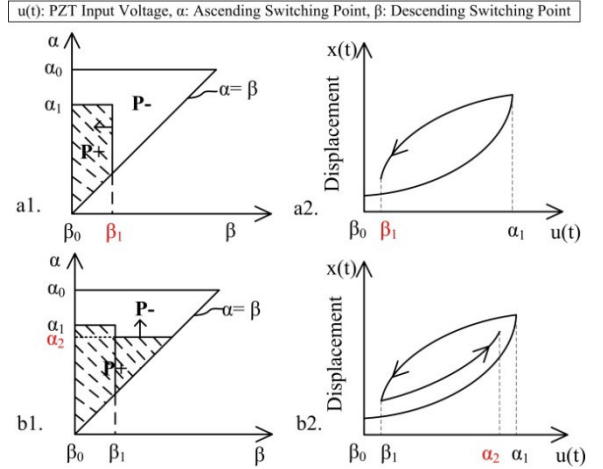 u(t): PZT Input Voltage, α: Ascending Switching Point, β: Descending Switching Point
α
α₀
α₁
α= β
P-
P+
β₀
β₁
β
a1.
x(t)
Displacement
β₀
β₁
α₁
u(t)
a2.
α
α₀
α₁
α₂
α= β
P-
P+
β₀
β₁
β
b1.
x(t)
Displacement
β₀
β₁
α₂
α₁
u(t)
b2.